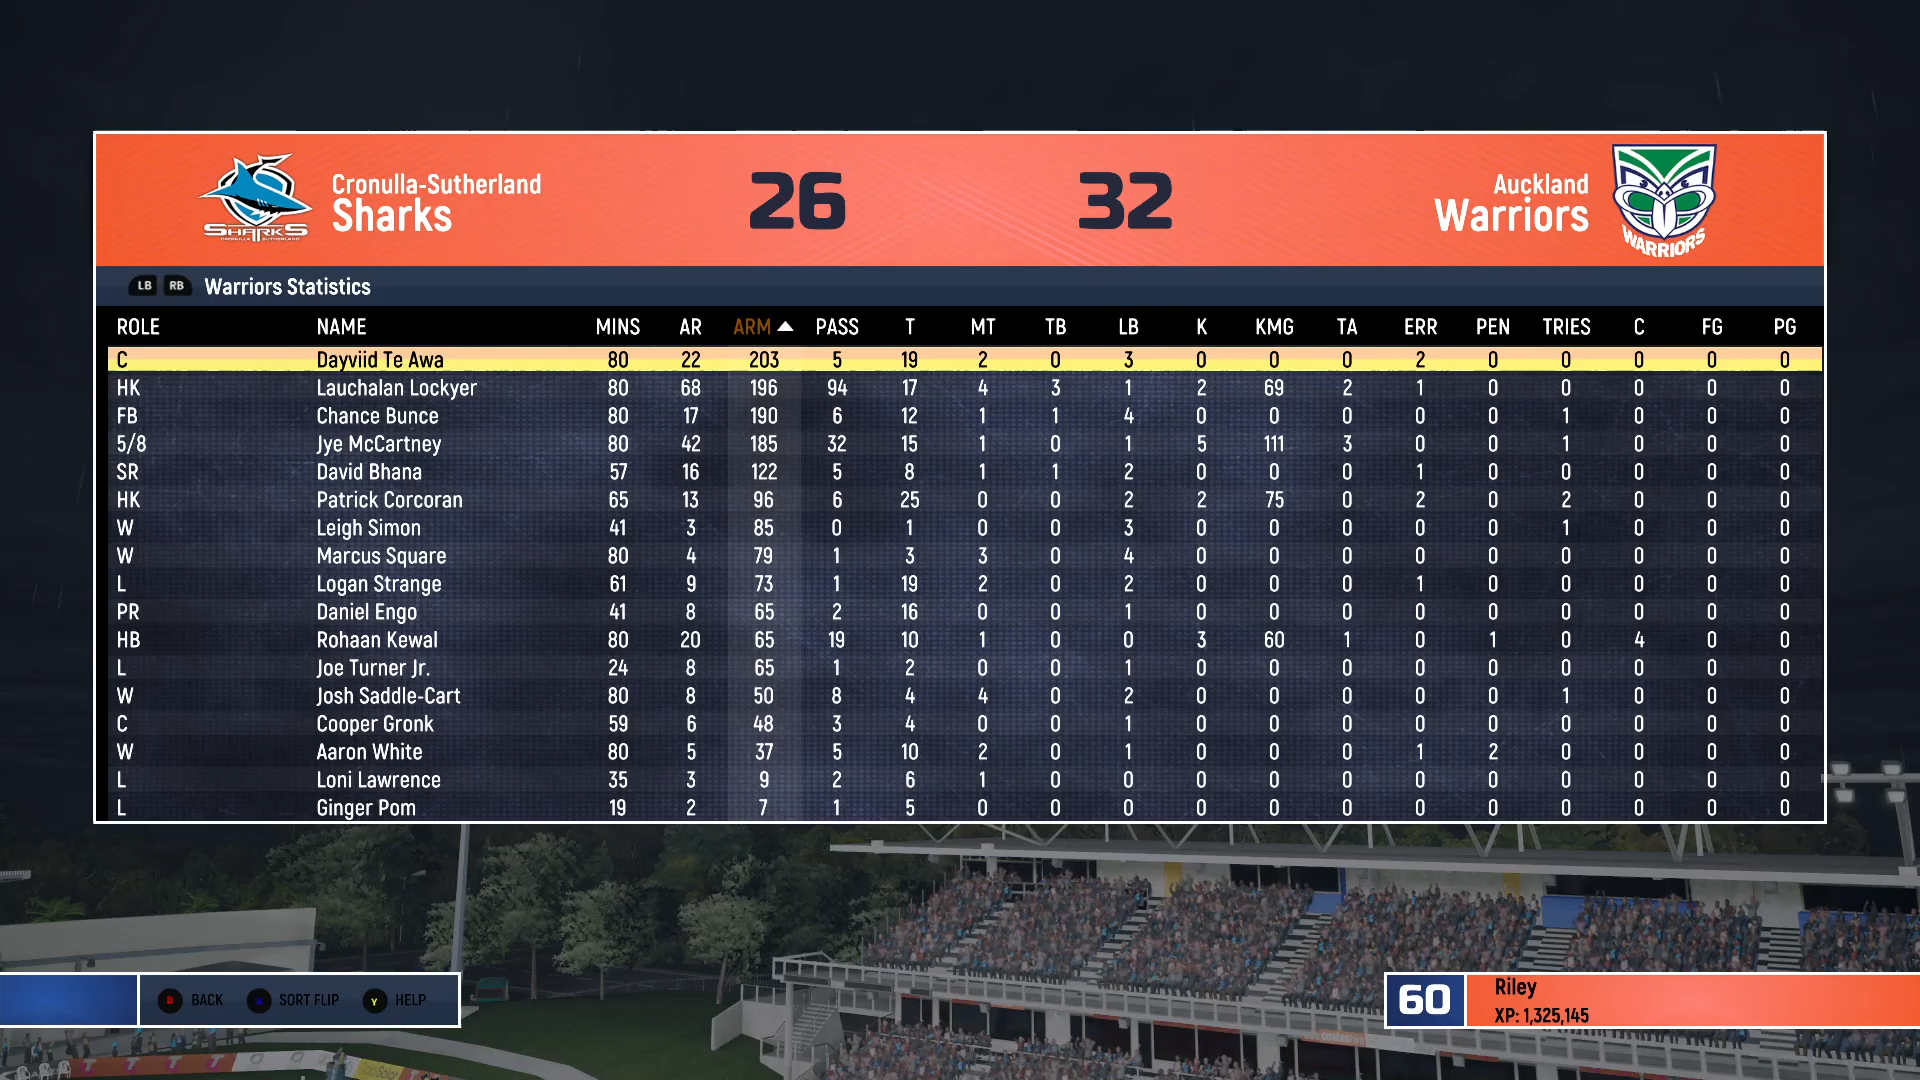 Cronulla-Sutherland
Sharks
26
32
Auckland
Warriors
SHARKS
CRONULLA SUTHERLAND
WARRIORS
LB RB Warriors Statistics
ROLE NAME MINS AR ARM PASS T MT TB LB K KMG TA ERR PEN TRIES C FG PG
C Dayviid Te Awa 80 22 203 5 19 2 0 3 0 0 0 2 0 0 0 0 0
HK Lauchalan Lockyer 80 68 196 94 17 4 3 1 2 69 2 1 0 0 0 0 0
FB Chance Bunce 80 17 190 6 12 1 1 4 0 0 0 0 0 1 0 0 0
5/8 Jye McCartney 80 42 185 32 15 1 0 1 5 111 3 0 0 1 0 0 0
SR David Bhana 57 16 122 5 8 1 1 2 0 0 0 1 0 0 0 0 0
HK Patrick Corcoran 65 13 96 6 25 0 0 2 2 75 0 2 0 2 0 0 0
W Leigh Simon 41 3 85 0 1 0 0 3 0 0 0 0 0 1 0 0 0
W Marcus Square 80 4 79 1 3 3 0 4 0 0 0 0 0 0 0 0 0
L Logan Strange 61 9 73 1 19 2 0 2 0 0 0 1 0 0 0 0 0
PR Daniel Engo 41 8 65 2 16 0 0 1 0 0 0 0 0 0 0 0 0
HB Rohaan Kewal 80 20 65 19 10 1 0 0 3 60 1 0 1 0 4 0 0
L Joe Turner Jr. 24 8 65 1 2 0 0 1 0 0 0 0 0 0 0 0 0
W Josh Saddle-Cart 80 8 50 8 4 4 0 2 0 0 0 0 0 1 0 0 0
C Cooper Gronk 59 6 48 3 4 0 0 1 0 0 0 0 0 0 0 0 0
W Aaron White 80 5 37 5 10 2 0 1 0 0 0 1 2 0 0 0 0
L Loni Lawrence 35 3 9 2 6 1 0 0 0 0 0 0 0 0 0 0 0
L Ginger Pom 19 2 7 1 5 0 0 0 0 0 0 0 0 0 0 0 0
B BACK X SORT FLIP Y HELP
60
Riley
XP: 1,325,145